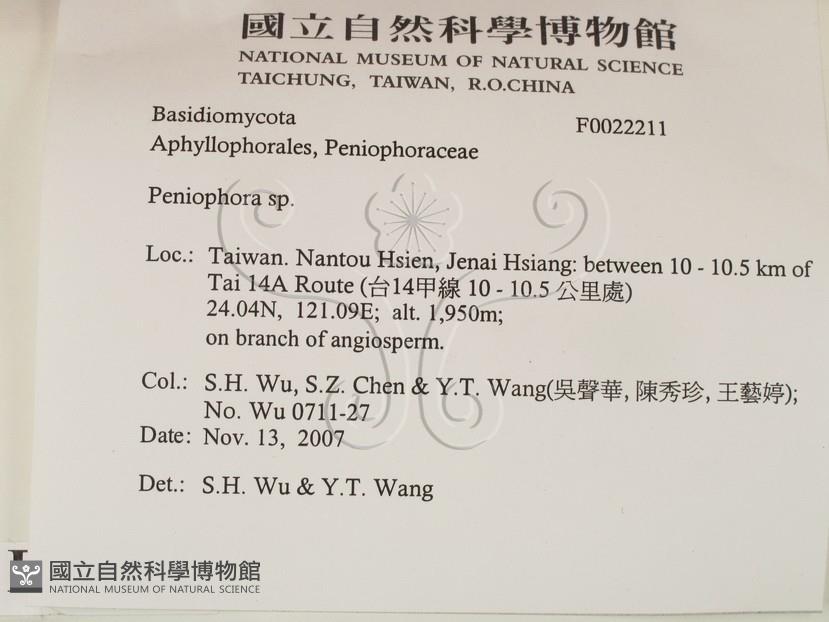 國立自然科學博物館
NATIONAL MUSEUM OF NATURAL SCIENCE
TAICHUNG, TAIWAN, R.O.CHINA
Basidiomycota
F0022211
Aphyllophorales, Peniophoraceae
Peniophora sp.
Loc.: Taiwan. Nantou Hsien, Jenai Hsiang: between 10 - 10.5 km of
Tai 14A Route (台14甲線 10 - 10.5 公里處)
24.04N, 121.09E; alt. 1,950m;
on branch of angiosperm.
Col.: S.H. Wu, S.Z. Chen & Y.T. Wang(吳聲華, 陳秀珍, 王藝婷);
No. Wu 0711-27
Date: Nov. 13, 2007
Det.: S.H. Wu & Y.T. Wang
國立自然科學博物館
NATIONAL MUSEUM OF NATURAL SCIENCE